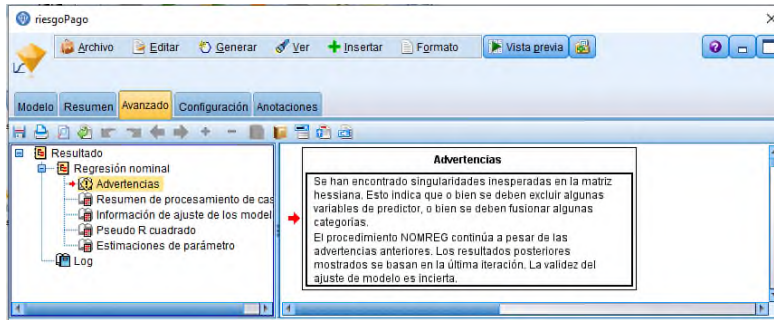 riesgoPago
Archivo Editar Generar Ver Insertar Formato Vista previa
Modelo Resumen Avanzado Configuración Anotaciones
Resultado
Regresión nominal
Advertencias
Resumen de procesamiento de cas
Información de ajuste de los model
Pseudo R cuadrado
Estimaciones de parámetro
Log
Advertencias
Se han encontrado singularidades inesperadas en la matriz
hessiana. Esto indica que o bien se deben excluir algunas
variables de predictor, o bien se deben fusionar algunas
categorías.
El procedimiento NOMREG continúa a pesar de las
advertencias anteriores. Los resultados posteriores
mostrados se basan en la última iteración. La validez del
ajuste de modelo es incierta.